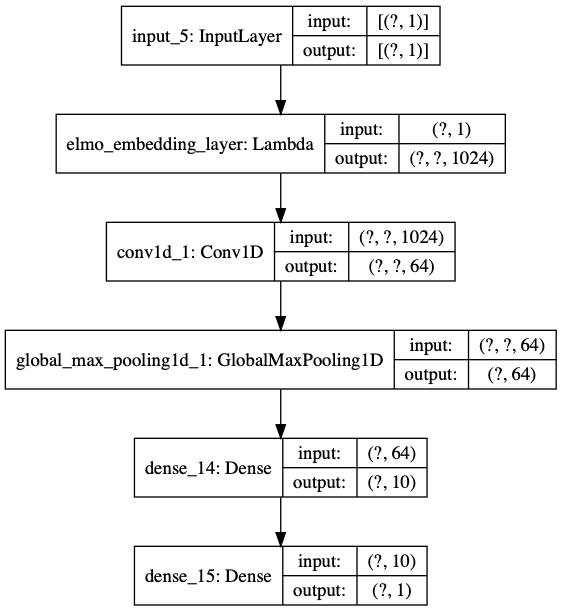 input_5: InputLayer
input: [(?, 1)]
output: [(?, 1)]
elmo_embedding_layer: Lambda
input: (?, 1)
output: (?, ?, 1024)
conv1d_1: Conv1D
input: (?, ?, 1024)
output: (?, ?, 64)
global_max_pooling1d_1: GlobalMaxPooling1D
input: (?, ?, 64)
output: (?, 64)
dense_14: Dense
input: (?, 64)
output: (?, 10)
dense_15: Dense
input: (?, 10)
output: (?, 1)